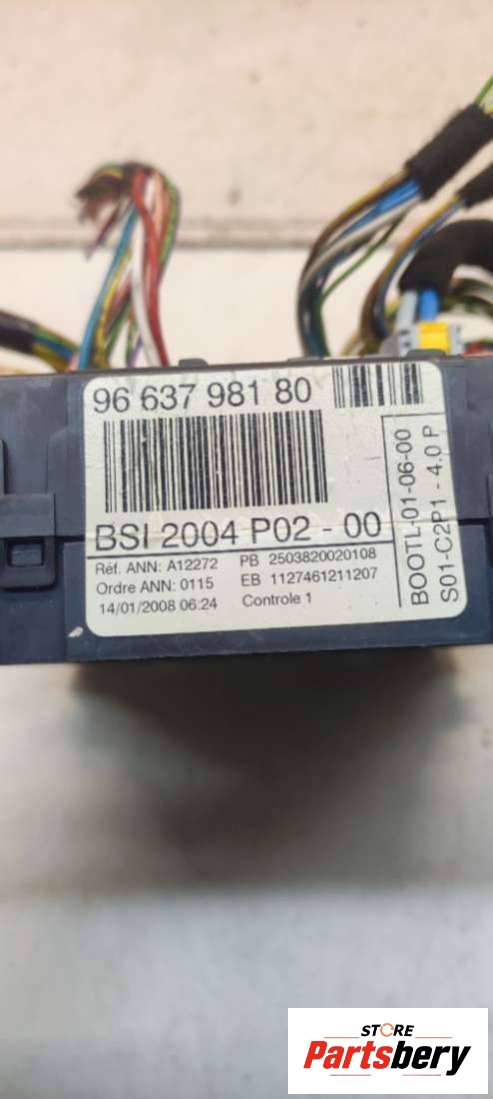 96 637 981 80
BSI 2004 P02 - 00
Réf. ANN: A12272 PB 2503820020108
Ordre ANN: 0115 EB 1127461211207
14/01/2008 06:24 Controle 1
BOOTL-01-06-00
S01-C2P1 - 4.0 P
STORE
Partsbery